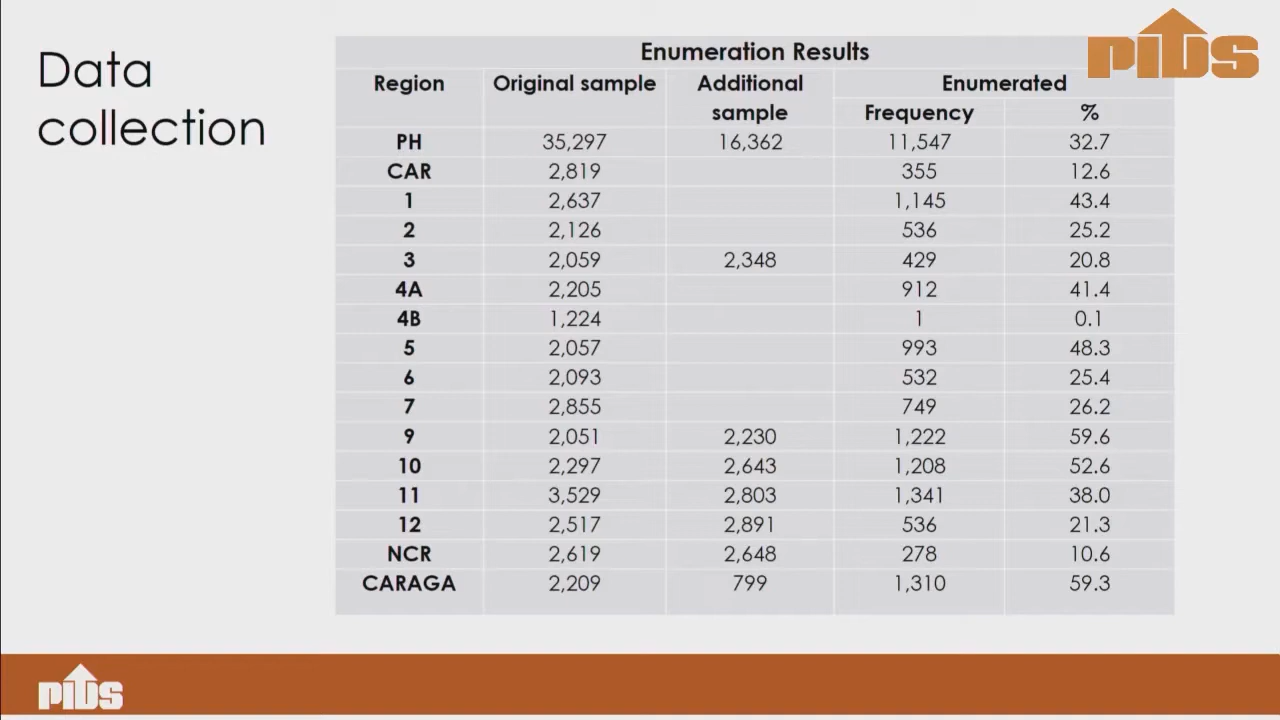 Data
collection
PIDS
Enumeration Results
Region Original sample Additional sample Enumerated
Frequency %
PH 35,297 16,362 11,547 32.7
CAR 2,819 355 12.6
1 2,637 1,145 43.4
2 2,126 536 25.2
3 2,059 2,348 429 20.8
4A 2,205 912 41.4
4B 1,224 1 0.1
5 2,057 993 48.3
6 2,093 532 25.4
7 2,855 749 26.2
9 2,051 2,230 1,222 59.6
10 2,297 2,643 1,208 52.6
11 3,529 2,803 1,341 38.0
12 2,517 2,891 536 21.3
NCR 2,619 2,648 278 10.6
CARAGA 2,209 799 1,310 59.3
PIDS